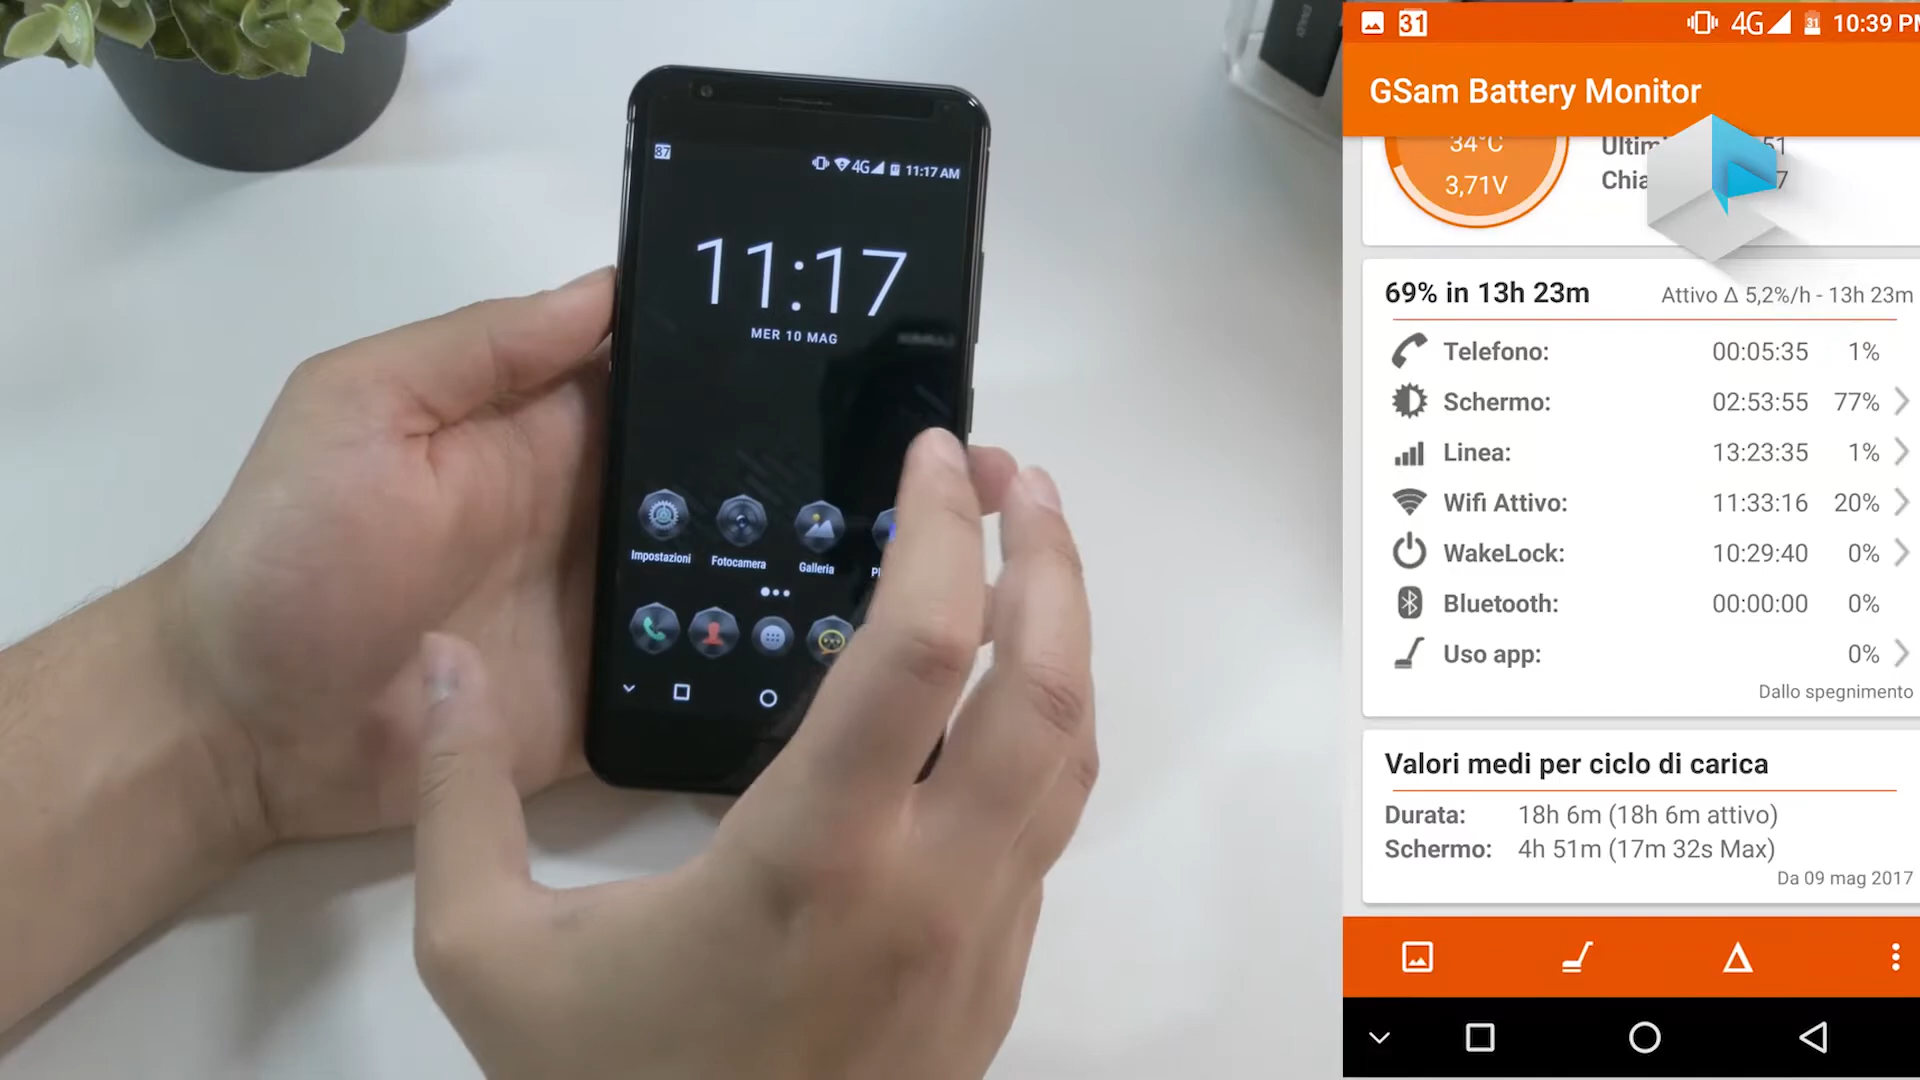 87
4G 11:17 AM
11:17
MER 10 MAG
Impostazioni
Fotocamera
Galleria
31
4G 31 10:39 PM
GSam Battery Monitor
34°C
3,71V
69% in 13h 23m
Attivo Δ 5,2%/h - 13h 23m
Telefono: 00:05:35 1%
Schermo: 02:53:55 77%
Linea: 13:23:35 1%
Wifi Attivo: 11:33:16 20%
WakeLock: 10:29:40 0%
Bluetooth: 00:00:00 0%
Uso app: 0%
Dallo spegnimento
Valori medi per ciclo di carica
Durata: 18h 6m (18h 6m attivo)
Schermo: 4h 51m (17m 32s Max)
Da 09 mag 2017